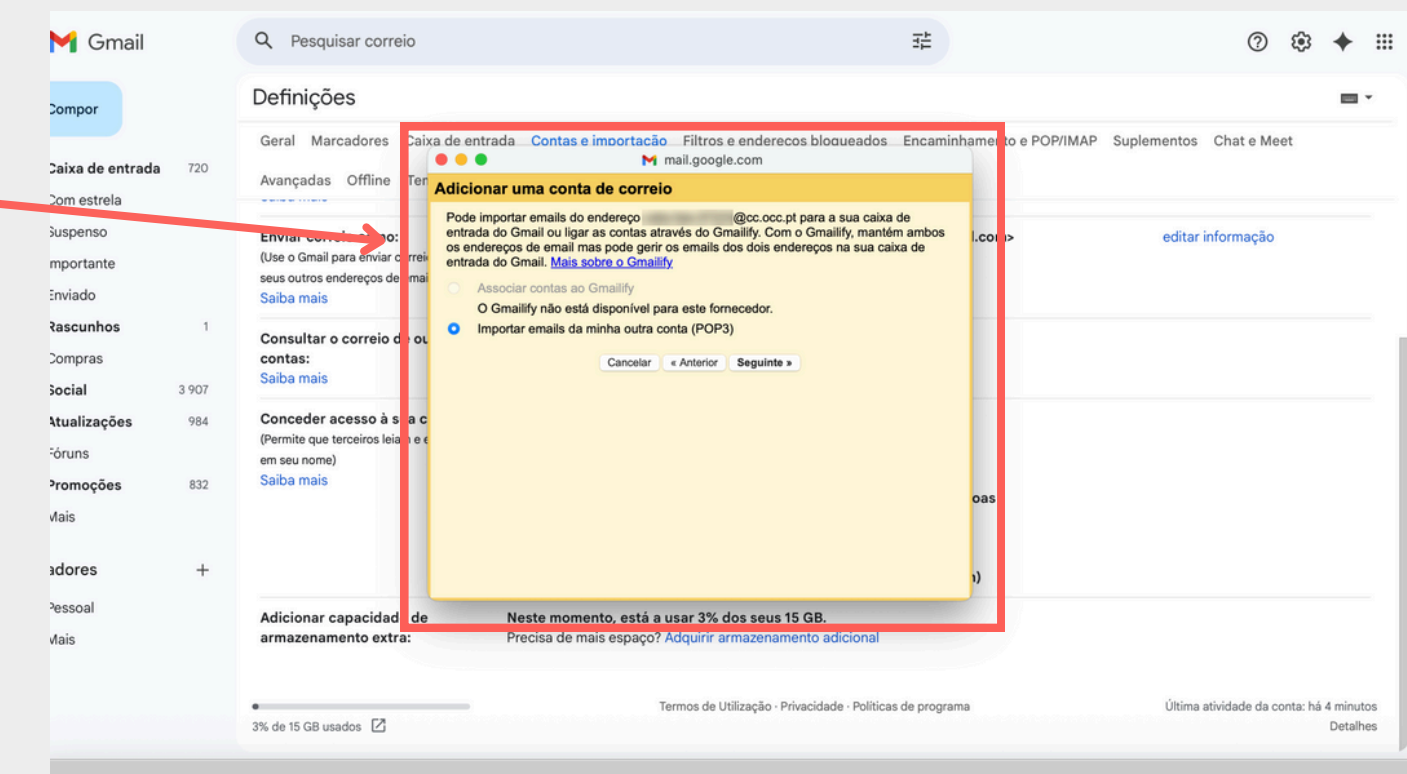 Gmail
Pesquisar correio
Compor
Definições
Geral Marcadores Caixa de entrada Contas e importação Filtros e endereços bloqueados Encaminhamento e POP/IMAP Suplementos Chat e Meet
Avançadas Offline
Caixa de entrada 720
Com estrela
Suspenso
Importante
Enviado
Rascunhos 1
Compras
Social 3 907
Atualizações 984
Fóruns
Promoções 832
Mais
adores +
Pessoal
Mais
(Use o Gmail para enviar
seus outros endereços de
Saiba mais
editar informação
Consultar o correio de
contas:
Saiba mais
Conceder acesso à
(Permite que terceiros
em seu nome)
Saiba mais
oas
mail.google.com
Adicionar uma conta de correio
Pode importar emails do endereço @cc.occ.pt para a sua caixa de
entrada do Gmail ou ligar as contas através do Gmailify. Com o Gmailify, mantém ambos
os endereços de email mas pode gerir os emails dos dois endereços na sua caixa de
entrada do Gmail. Mais sobre o Gmailify
Associar contas ao Gmailify
O Gmailify não está disponível para este fornecedor.
Importar emails da minha outra conta (POP3)
Cancelar « Anterior Seguinte »
Adicionar capacidade de
armazenamento extra:
Neste momento, está a usar 3% dos seus 15 GB.
Precisa de mais espaço? Adquirir armazenamento adicional
3% de 15 GB usados
Termos de Utilização · Privacidade · Políticas de programa
Última atividade da conta: há 4 minutos
Detalhes